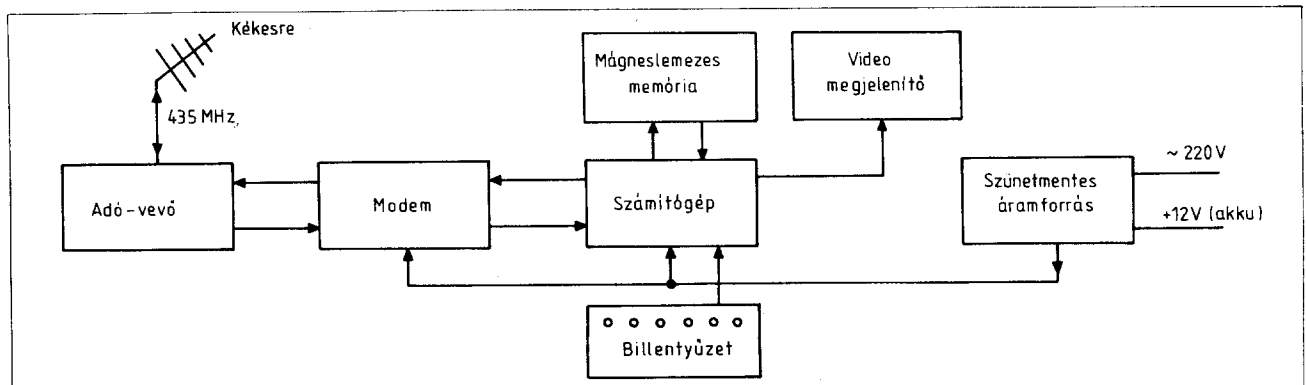 Kékesre
435 MHz
Adó-vevő
Modem
Mágneslemezes
memória
Számítógép
Video
megjelenítő
Szünetmentes
áramforrás
~ 220V
+12V (akku)
Billentyűzet